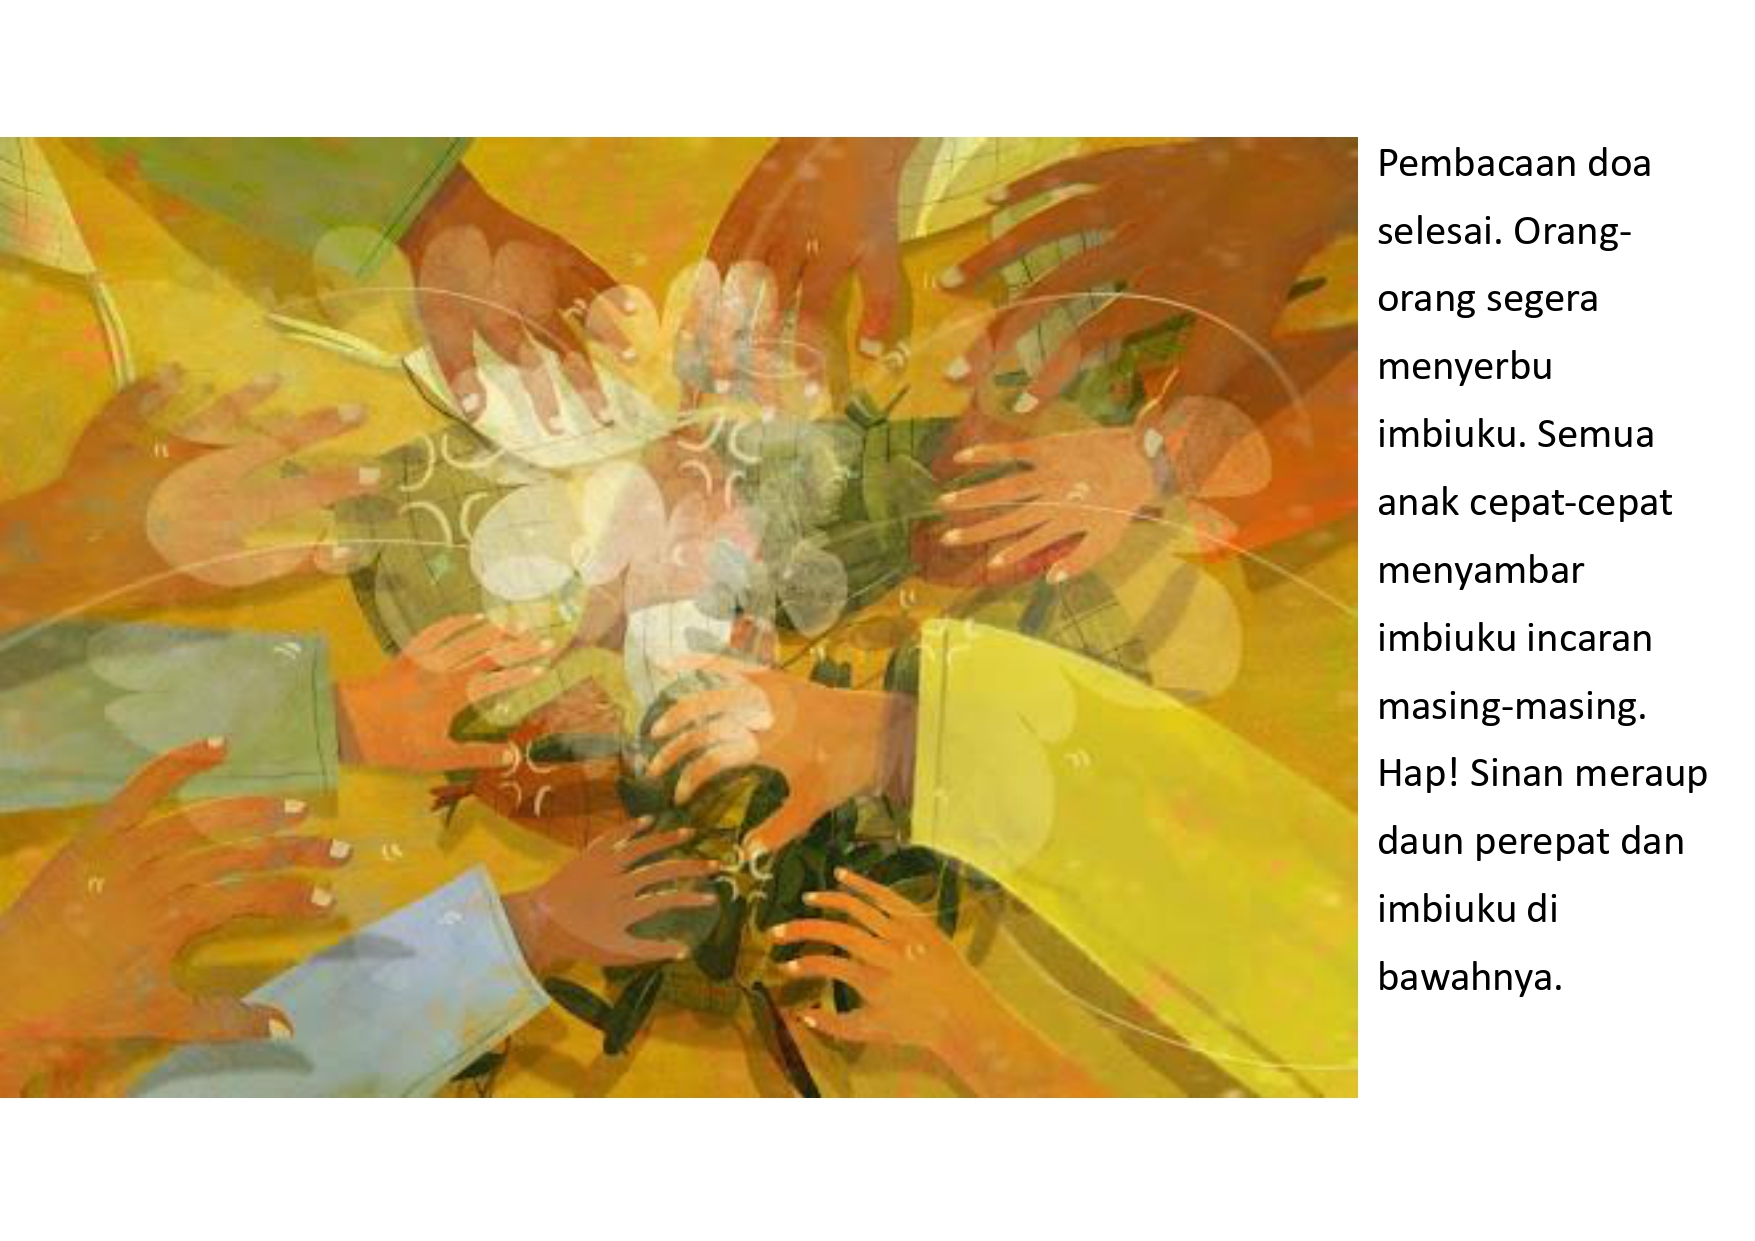 Pembacaan doa
selesai. Orang-
orang segera
menyerbu
imbiuku. Semua
anak cepat-cepat
menyambar
imbiuku incaran
masing-masing.
Hap! Sinan meraup
daun perepat dan
imbiuku di
bawahnya.